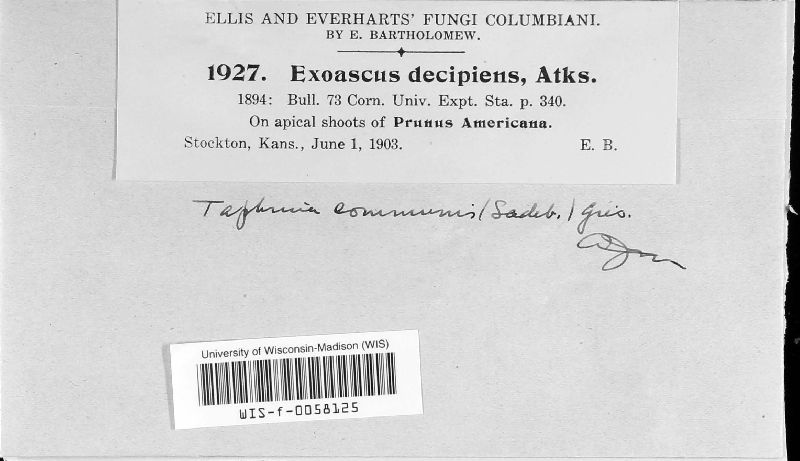 ELLIS AND EVERHARTS' FUNGI COLUMBIANI.
BY E. BARTHOLOMEW.
1927. Exoascus decipiens, Atks.
1894: Bull. 73 Corn. Univ. Expt. Sta. p. 340.
On apical shoots of Prunus Americana.
Stockton, Kans., June 1, 1903. E. B.
Taphrina communis (Sadeb.) Gies.
University of Wisconsin-Madison (WIS)
WIS-f-0058125